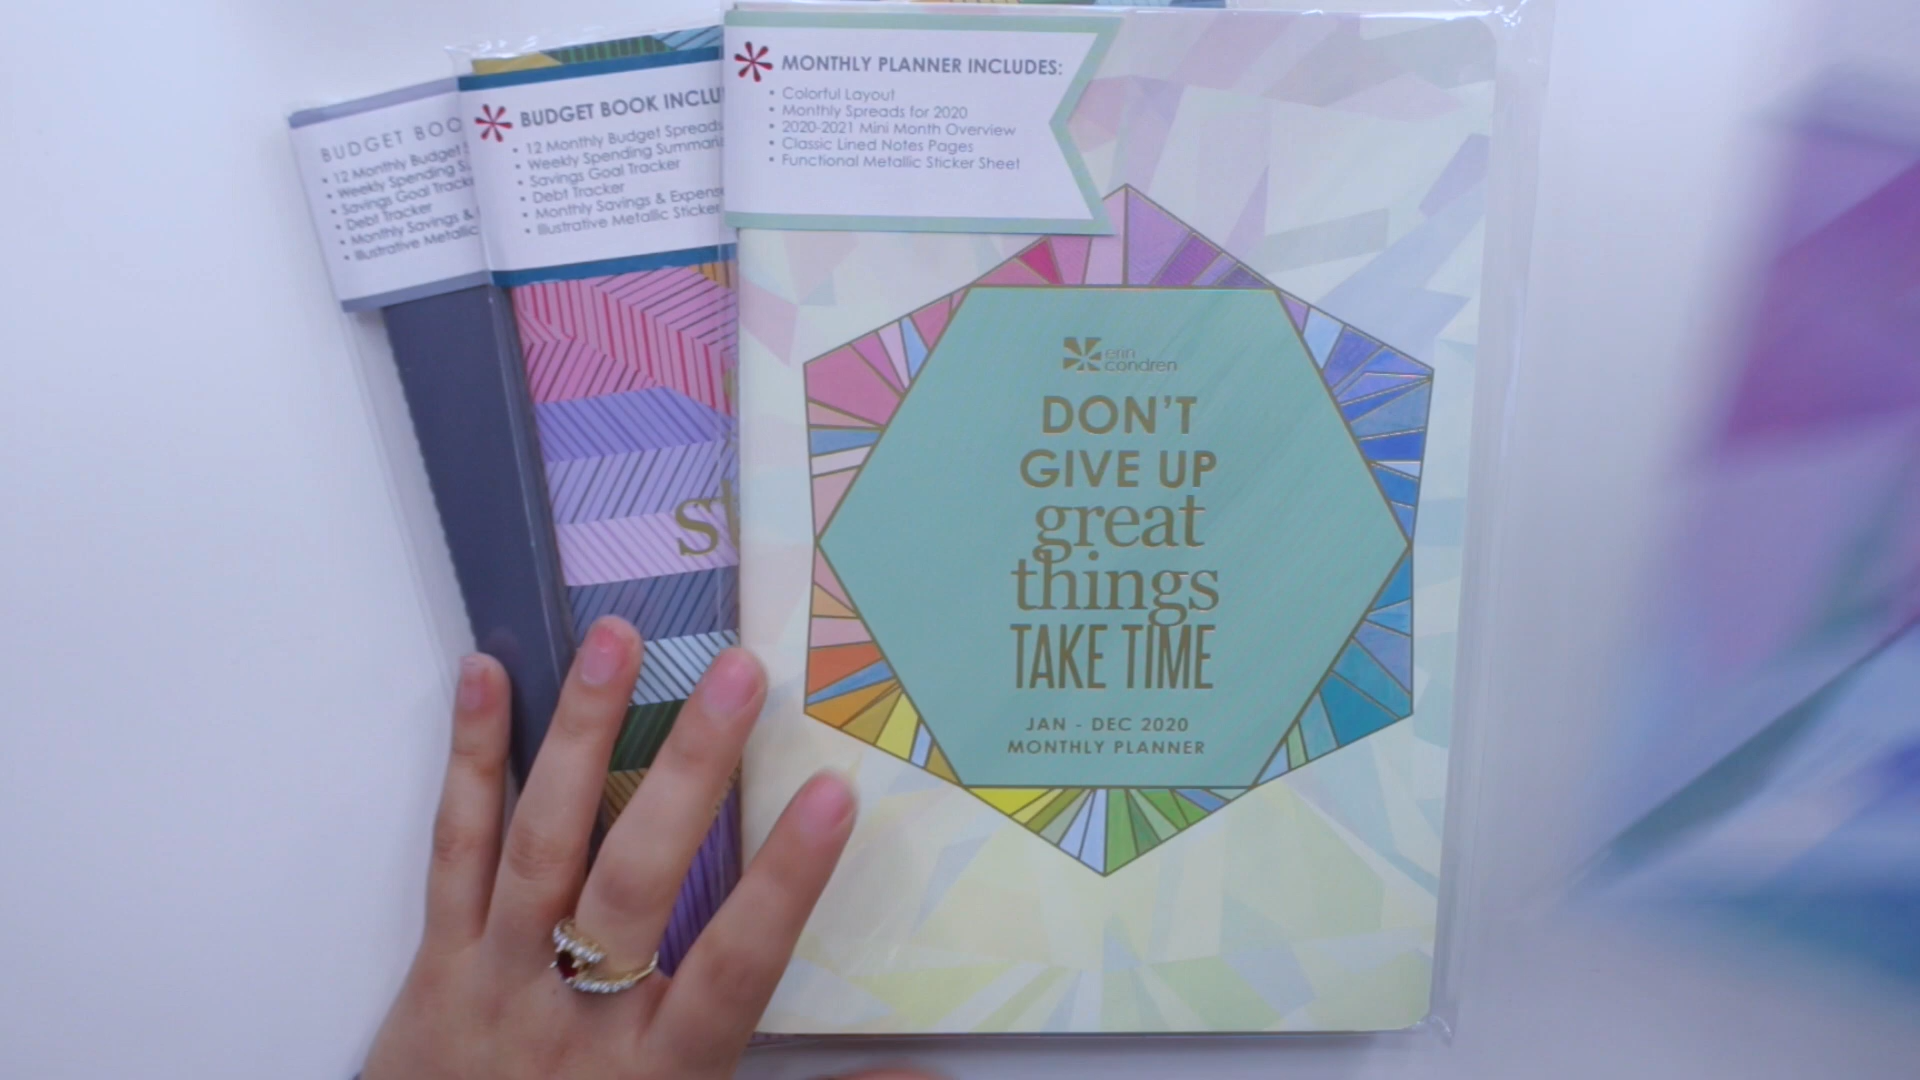 BUDGET BOO
• 12 Monthly Budget
• Weekly Spending
• Savings Goal
• Debt Tracker
• Monthly Savings &
• Illustrative Metallic
BUDGET BOOK INCLU
• 12 Monthly Budget Spreads
• Weekly Spending
• Savings Goal Tracker
• Debt Tracker
• Monthly Savings & Expens
• Illustrative Metallic Sticker
st
MONTHLY PLANNER INCLUDES:
• Colorful Layout
• Monthly Spreads for 2020
• 2020-2021 Mini Month Overview
• Classic Lined Notes Pages
• Functional Metallic Sticker Sheet
erin
condren
DON'T
GIVE UP
great
things
TAKE TIME
JAN - DEC 2020
MONTHLY PLANNER